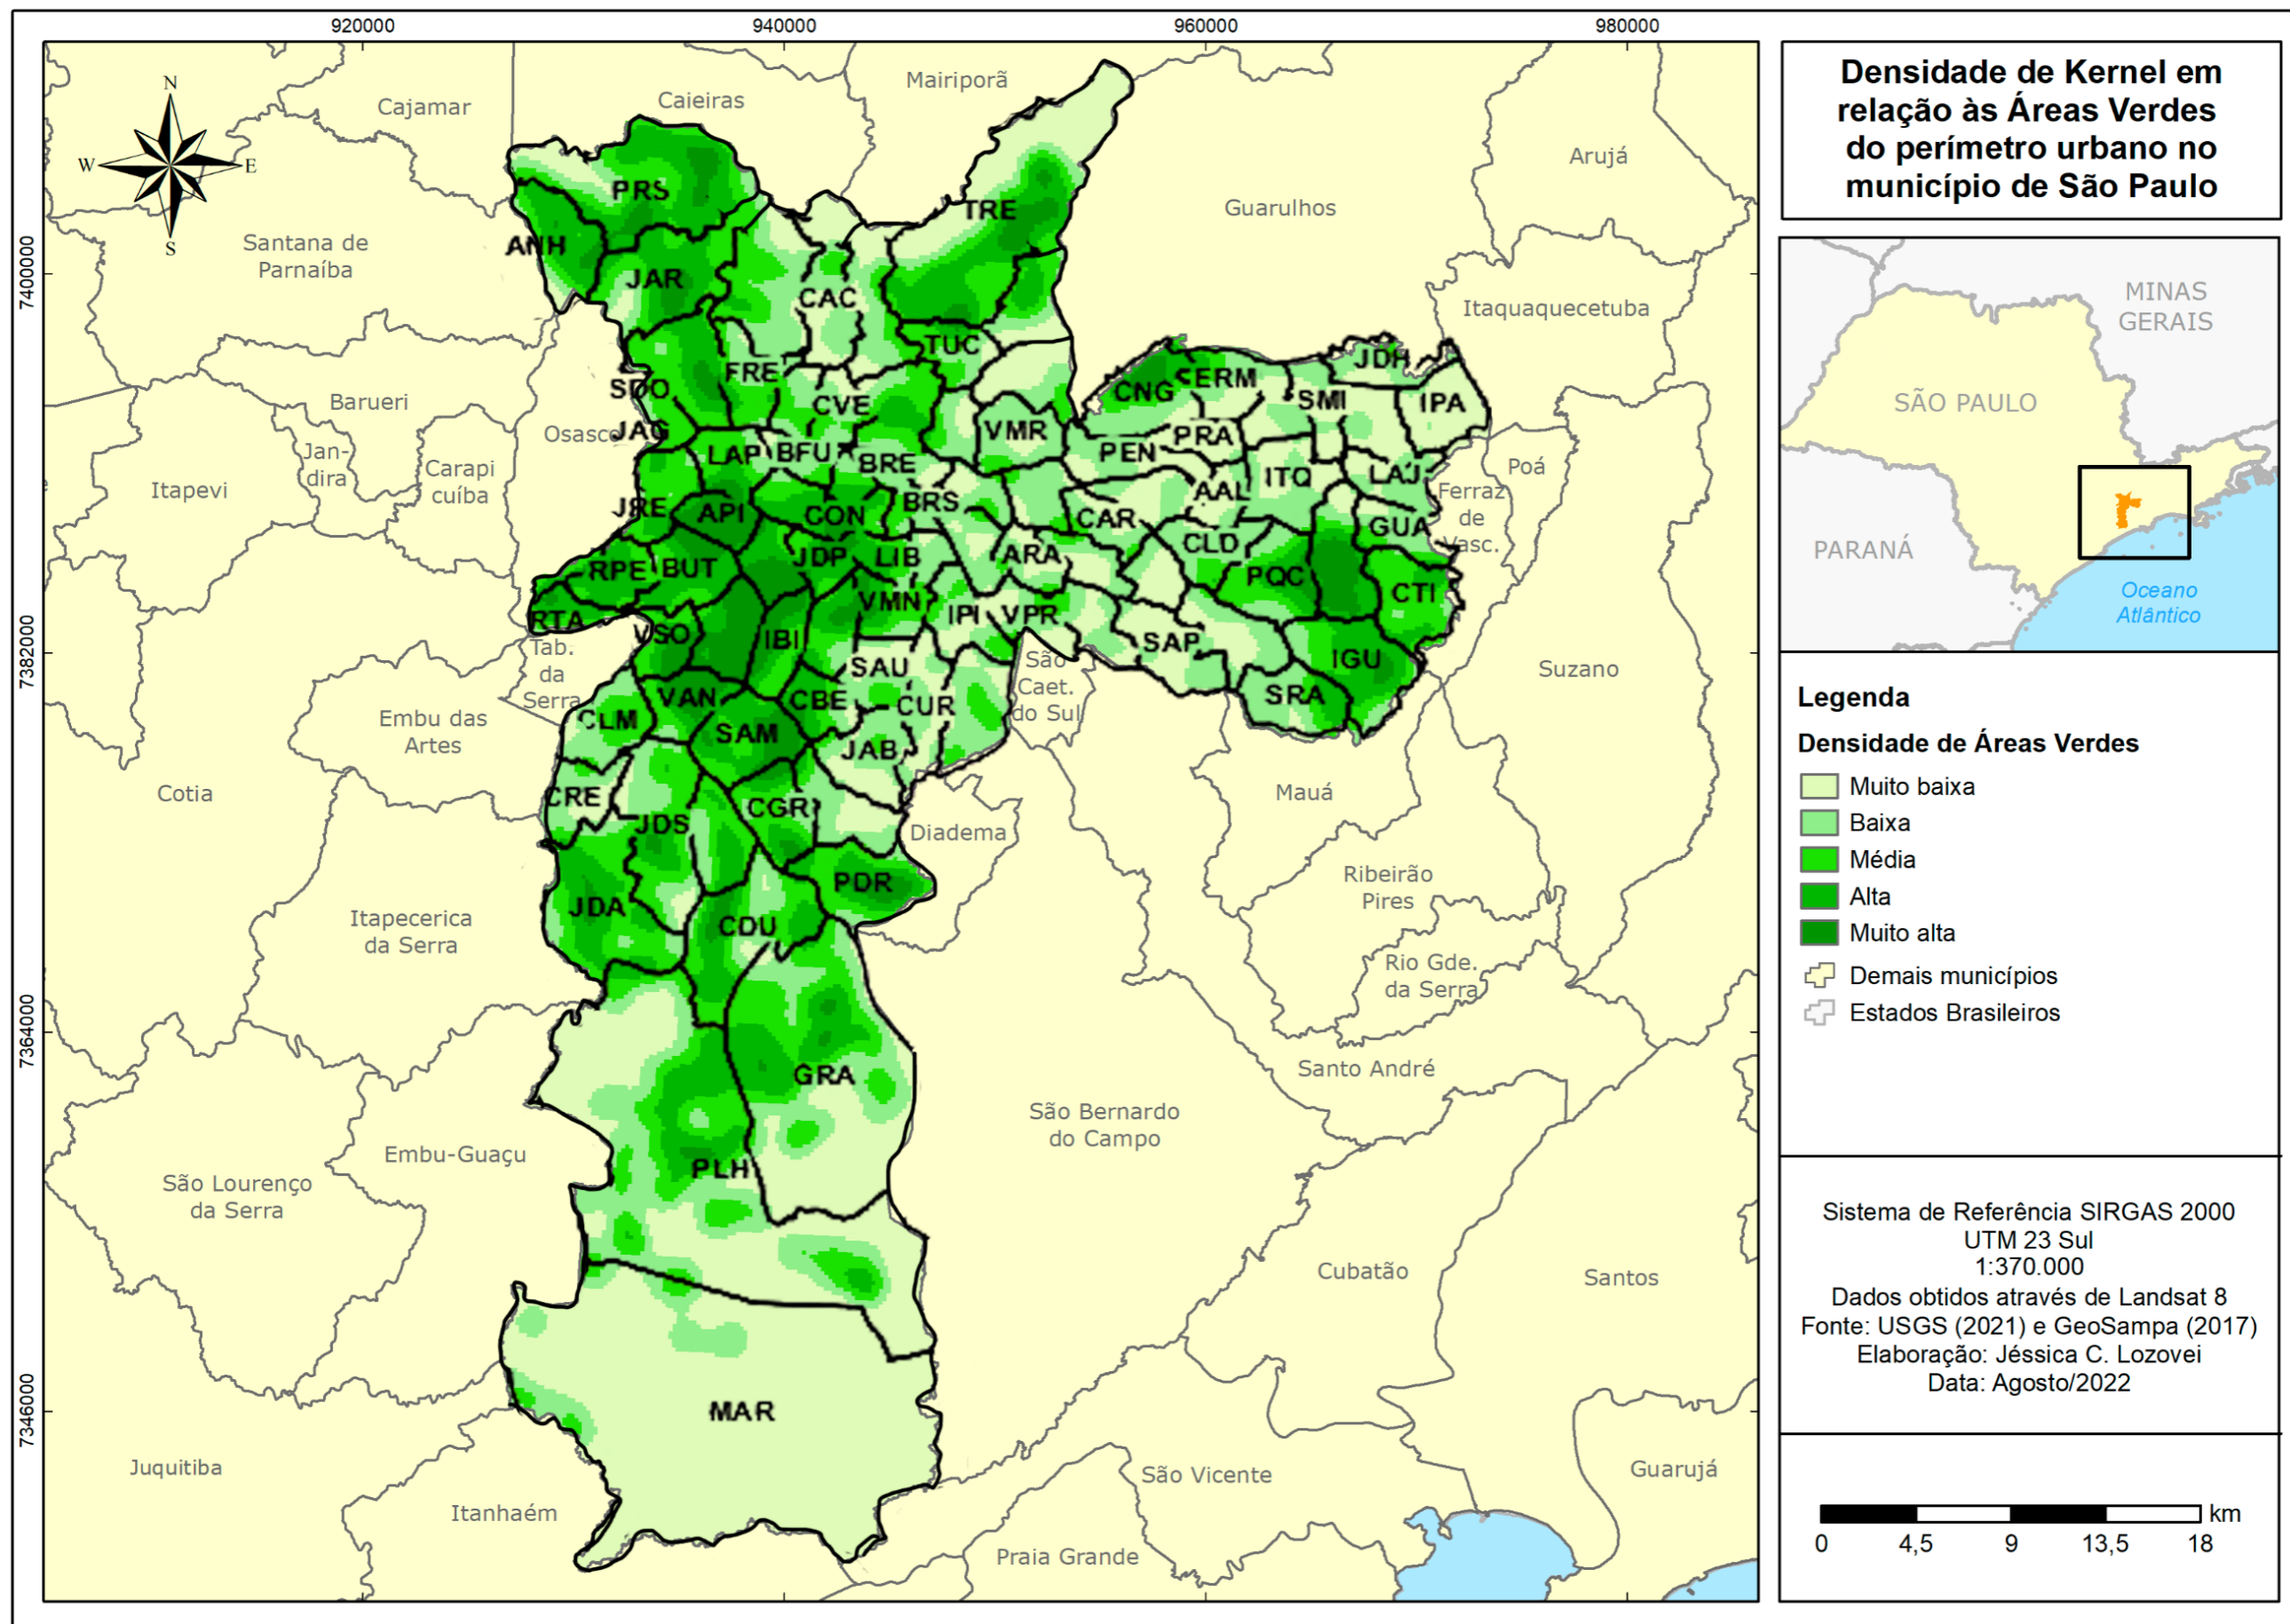 920000
940000
960000
980000
7400000
7382000
7364000
7346000
N
W
E
S
Cajamar
Caieiras
Mairiporã
Arujá
Guarulhos
Santana de
Parnaíba
Itaquaquecetuba
Barueri
Osasco
Jan-
dira
Carapi
cuíba
Itapevi
Poá
Ferraz
de
Vasc.
Tab.
da
Serra
São
Caet.
do Sul
Suzano
Embu das
Artes
Cotia
Mauá
Diadema
Ribeirão
Pires
Itapecerica
da Serra
Rio Gde.
da Serra
Santo André
São Bernardo
do Campo
Embu-Guaçu
São Lourenço
da Serra
Cubatão
Santos
Juquitiba
Itanhaém
São Vicente
Guarujá
Praia Grande
PRS
TRE
ANH
JAR
CAC
TUC
FRE
SDO
CVE
JAG
LAP
BFU
BRE
VMR
CNG
ERM
JDH
SMI
IPA
PRA
PEN
ITQ
LAJ
AAL
JRE
API
CON
BRS
CAR
GUA
CLD
RPE
BUT
JDP
LIB
ARA
PQC
CTI
RTA
VSO
IBI
VMN
IPI
VPR
SAP
IGU
SAU
VAN
CBE
CUR
SRA
CLM
SAM
JAB
CRE
JDS
CGR
PDR
JDA
CDU
GRA
PLH
MAR
Densidade de Kernel em
relação às Áreas Verdes
do perímetro urbano no
município de São Paulo
MINAS
GERAIS
SÃO PAULO
PARANÁ
Oceano
Atlântico
Legenda
Densidade de Áreas Verdes
Muito baixa
Baixa
Média
Alta
Muito alta
Demais municípios
Estados Brasileiros
Sistema de Referência SIRGAS 2000
UTM 23 Sul
1:370.000
Dados obtidos através de Landsat 8
Fonte: USGS (2021) e GeoSampa (2017)
Elaboração: Jéssica C. Lozovei
Data: Agosto/2022
km
0 4,5 9 13,5 18